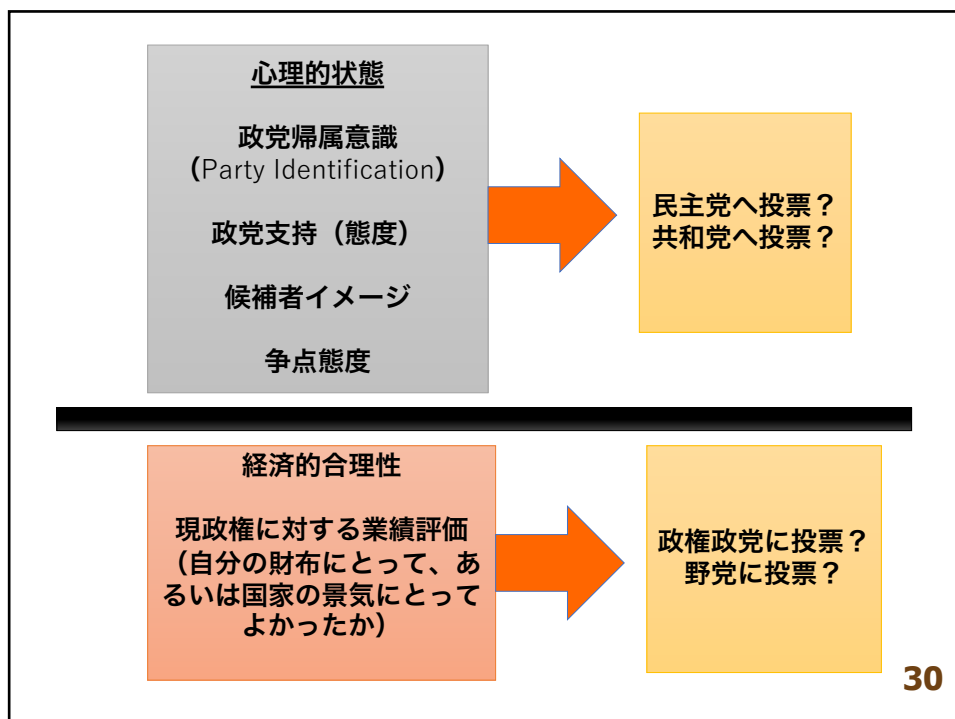 心理的状態
政党帰属意識
（Party Identification）
政党支持（態度）
候補者イメージ
争点態度
民主党へ投票？
共和党へ投票？
経済的合理性
現政権に対する業績評価
（自分の財布にとって、あ
るいは国家の景気にとって
よかったか）
政権政党に投票？
野党に投票？
30